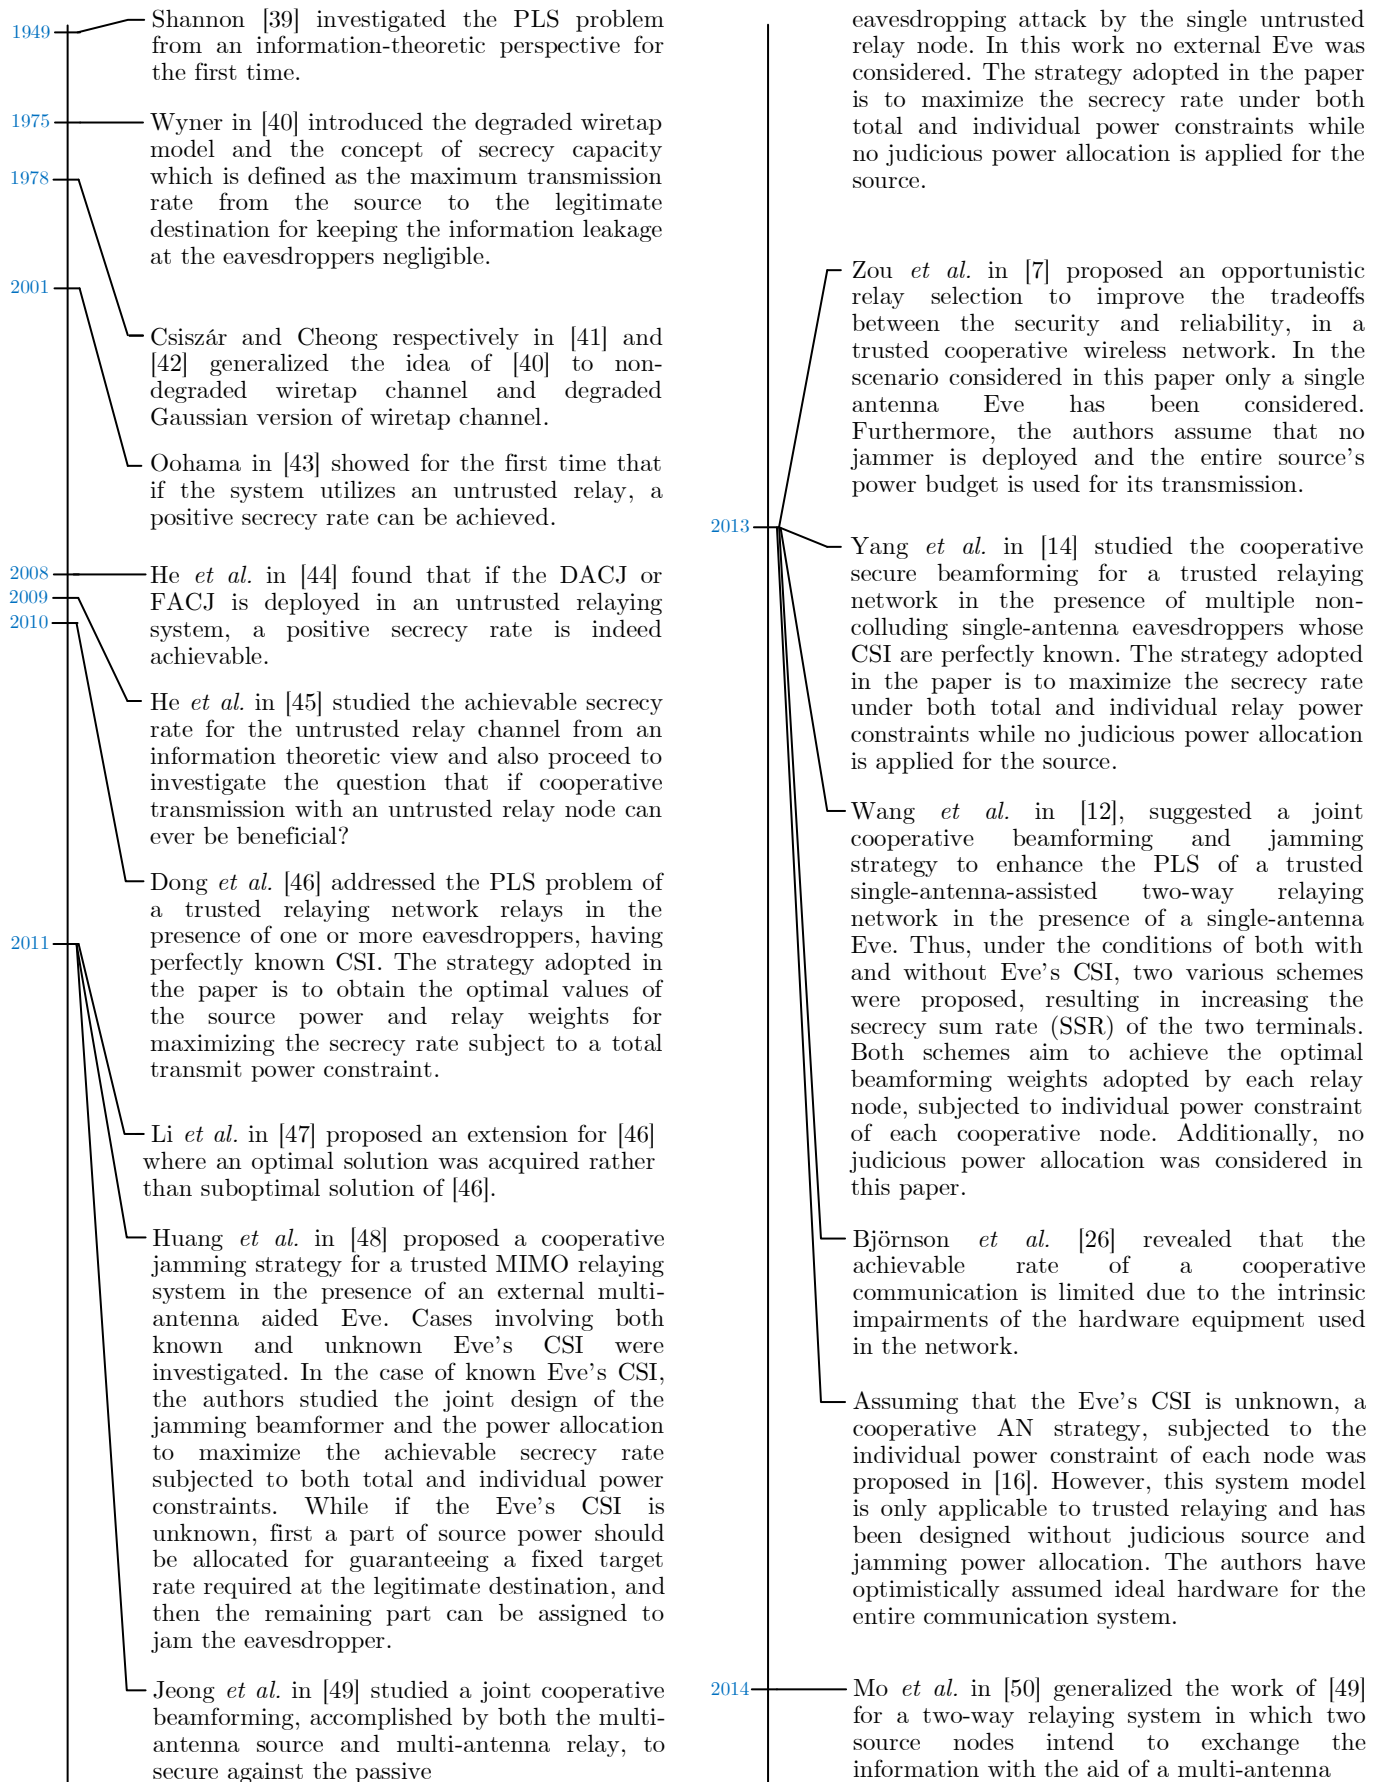 1949
Shannon [39] investigated the PLS problem
from an information-theoretic perspective for
the first time.
1975
Wyner in [40] introduced the degraded wiretap
model and the concept of secrecy capacity
which is defined as the maximum transmission
rate from the source to the legitimate
destination for keeping the information leakage
at the eavesdroppers negligible.
1978
Csiszár and Cheong respectively in [41] and
[42] generalized the idea of [40] to non-
degraded wiretap channel and degraded
Gaussian version of wiretap channel.
2001
Oohama in [43] showed for the first time that
if the system utilizes an untrusted relay, a
positive secrecy rate can be achieved.
2008
He et al. in [44] found that if the DACJ or
FACJ is deployed in an untrusted relaying
system, a positive secrecy rate is indeed
achievable.
2009
He et al. in [45] studied the achievable secrecy
rate for the untrusted relay channel from an
information theoretic view and also proceed to
investigate the question that if cooperative
transmission with an untrusted relay node can
ever be beneficial?
2010
Dong et al. [46] addressed the PLS problem of
a trusted relaying network relays in the
presence of one or more eavesdroppers, having
perfectly known CSI. The strategy adopted in
the paper is to obtain the optimal values of
the source power and relay weights for
maximizing the secrecy rate subject to a total
transmit power constraint.
2011
Li et al. in [47] proposed an extension for [46]
where an optimal solution was acquired rather
than suboptimal solution of [46].
Huang et al. in [48] proposed a cooperative
jamming strategy for a trusted MIMO relaying
system in the presence of an external multi-
antenna aided Eve. Cases involving both
known and unknown Eve's CSI were
investigated. In the case of known Eve's CSI,
the authors studied the joint design of the
jamming beamformer and the power allocation
to maximize the achievable secrecy rate
subjected to both total and individual power
constraints. While if the Eve's CSI is
unknown, first a part of source power should
be allocated for guaranteeing a fixed target
rate required at the legitimate destination, and
then the remaining part can be assigned to
jam the eavesdropper.
Jeong et al. in [49] studied a joint cooperative
beamforming, accomplished by both the multi-
antenna source and multi-antenna relay, to
secure against the passive
eavesdropping attack by the single untrusted
relay node. In this work no external Eve was
considered. The strategy adopted in the paper
is to maximize the secrecy rate under both
total and individual power constraints while
no judicious power allocation is applied for the
source.
2013
Zou et al. in [7] proposed an opportunistic
relay selection to improve the tradeoffs
between the security and reliability, in a
trusted cooperative wireless network. In the
scenario considered in this paper only a single
antenna Eve has been considered.
Furthermore, the authors assume that no
jammer is deployed and the entire source's
power budget is used for its transmission.
Yang et al. in [14] studied the cooperative
secure beamforming for a trusted relaying
network in the presence of multiple non-
colluding single-antenna eavesdroppers whose
CSI are perfectly known. The strategy adopted
in the paper is to maximize the secrecy rate
under both total and individual relay power
constraints while no judicious power allocation
is applied for the source.
Wang et al. in [12], suggested a joint
cooperative beamforming and jamming
strategy to enhance the PLS of a trusted
single-antenna-assisted two-way relaying
network in the presence of a single-antenna
Eve. Thus, under the conditions of both with
and without Eve's CSI, two various schemes
were proposed, resulting in increasing the
secrecy sum rate (SSR) of the two terminals.
Both schemes aim to achieve the optimal
beamforming weights adopted by each relay
node, subjected to individual power constraint
of each cooperative node. Additionally, no
judicious power allocation was considered in
this paper.
Björnson et al. [26] revealed that the
achievable rate of a cooperative
communication is limited due to the intrinsic
impairments of the hardware equipment used
in the network.
Assuming that the Eve's CSI is unknown, a
cooperative AN strategy, subjected to the
individual power constraint of each node was
proposed in [16]. However, this system model
is only applicable to trusted relaying and has
been designed without judicious source and
jamming power allocation. The authors have
optimistically assumed ideal hardware for the
entire communication system.
2014
Mo et al. in [50] generalized the work of [49]
for a two-way relaying system in which two
source nodes intend to exchange the
information with the aid of a multi-antenna